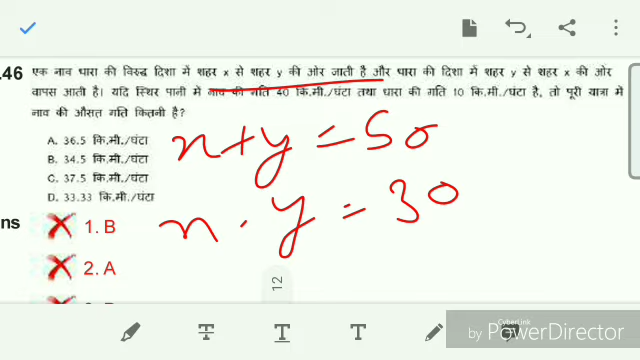 .46 एक नाव धारा की विरुद्ध दिशा में शहर x से शहर y की ओर जाती है और धारा की दिशा में शहर y से शहर x की ओर
वापस आती है। यदि स्थिर पानी में नाव की गति 40 कि.मी./घंटा तथा धारा की गति 10 कि.मी./घंटा है, तो पूरी यात्रा में
नाव की औसत गति कितनी है?
A. 36.5 कि.मी./घंटा
B. 34.5 कि.मी./घंटा
C. 37.5 कि.मी./घंटा
D. 33.33 कि.मी./घंटा
x+y=50
x-y=30
ns
1. B
2. A
12
T T
CyberLink
by PowerDirector